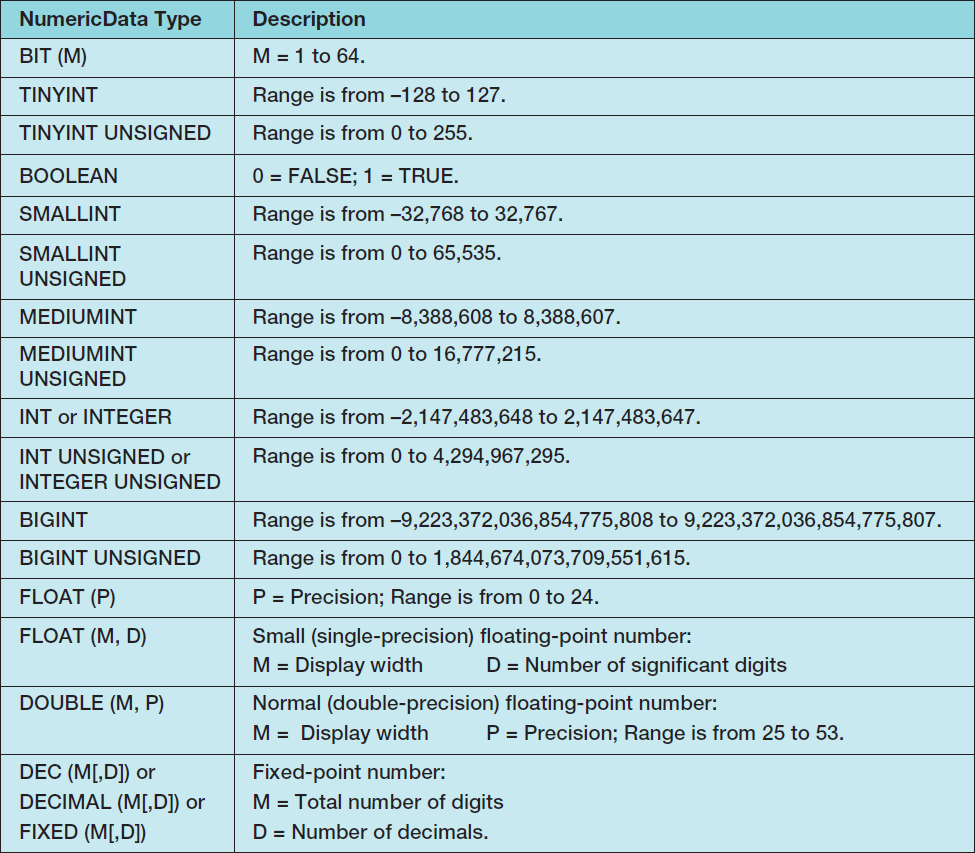 NumericData Type Description
BIT (M) M = 1 to 64.
TINYINT Range is from –128 to 127.
TINYINT UNSIGNED Range is from 0 to 255.
BOOLEAN 0 = FALSE; 1 = TRUE.
SMALLINT Range is from –32,768 to 32,767.
SMALLINT Range is from 0 to 65,535.
UNSIGNED
MEDIUMINT Range is from –8,388,608 to 8,388,607.
MEDIUMINT Range is from 0 to 16,777,215.
UNSIGNED
INT or INTEGER Range is from –2,147,483,648 to 2,147,483,647.
INT UNSIGNED or Range is from 0 to 4,294,967,295.
INTEGER UNSIGNED
BIGINT Range is from –9,223,372,036,854,775,808 to 9,223,372,036,854,775,807.
BIGINT UNSIGNED Range is from 0 to 1,844,674,073,709,551,615.
FLOAT (P) P = Precision; Range is from 0 to 24.
FLOAT (M, D) Small (single-precision) floating-point number:
M = Display width D = Number of significant digits
DOUBLE (M, P) Normal (double-precision) floating-point number:
M = Display width P = Precision; Range is from 25 to 53.
DEC (M[,D]) or Fixed-point number:
DECIMAL (M[,D]) or M = Total number of digits
FIXED (M[,D]) D = Number of decimals.